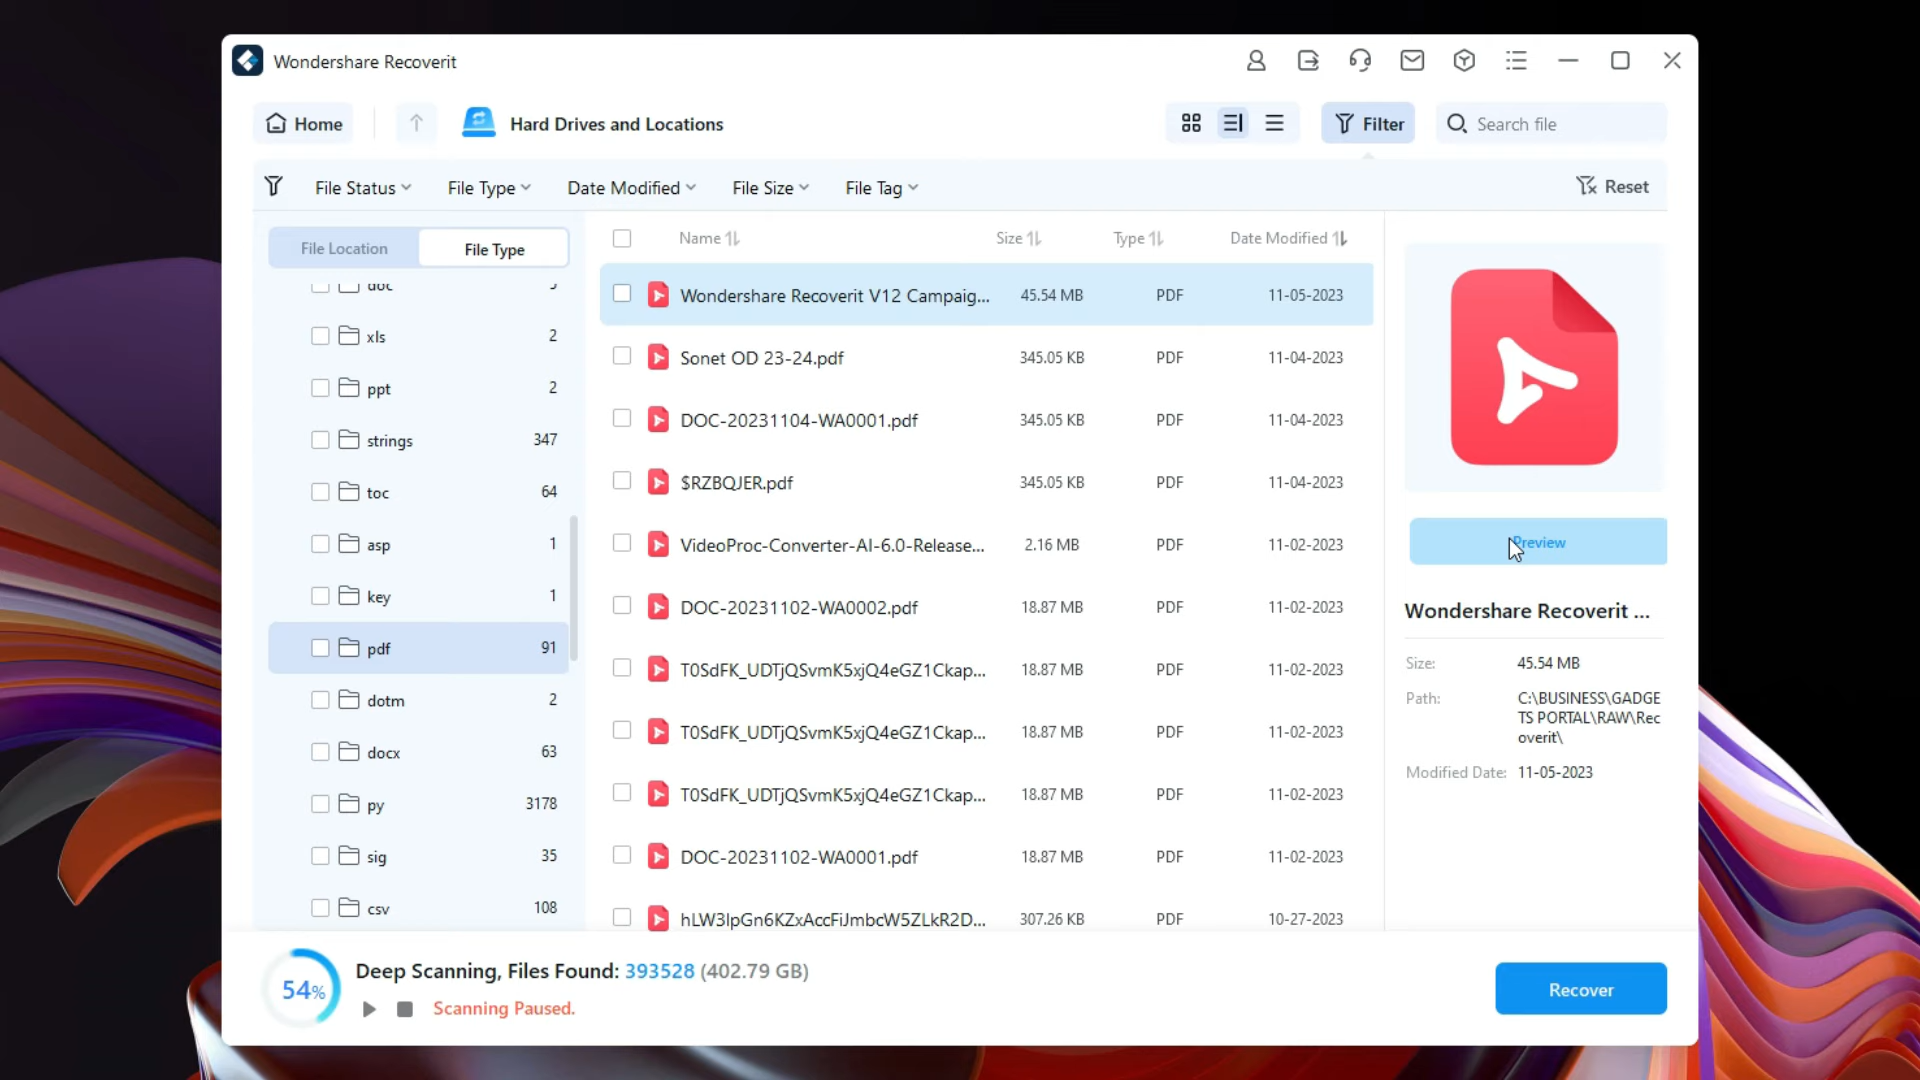 Wondershare Recoverit
Home
Hard Drives and Locations
Filter
Search file
File Status
File Type
Date Modified
File Size
File Tag
Reset
File Location
File Type
doc
xls 2
ppt 2
strings 347
toc 64
asp 1
key 1
pdf 91
dotm 2
docx 63
py 3178
sig 35
csv 108
Name Size Type Date Modified
Wondershare Recoverit V12 Campaig... 45.54 MB PDF 11-05-2023
Sonet OD 23-24.pdf 345.05 KB PDF 11-04-2023
DOC-20231104-WA0001.pdf 345.05 KB PDF 11-04-2023
$RZBQJER.pdf 345.05 KB PDF 11-04-2023
VideoProc-Converter-AI-6.0-Release... 2.16 MB PDF 11-02-2023
DOC-20231102-WA0002.pdf 18.87 MB PDF 11-02-2023
T0SdFK_UDTjQSvmK5xjQ4eGZ1Ckap... 18.87 MB PDF 11-02-2023
T0SdFK_UDTjQSvmK5xjQ4eGZ1Ckap... 18.87 MB PDF 11-02-2023
T0SdFK_UDTjQSvmK5xjQ4eGZ1Ckap... 18.87 MB PDF 11-02-2023
DOC-20231102-WA0001.pdf 18.87 MB PDF 11-02-2023
hLW3IpGn6KZxAccFiJmbcW5ZLkR2D... 307.26 KB PDF 10-27-2023
Preview
Wondershare Recoverit ...
Size: 45.54 MB
Path: C:\BUSINESS\GADGE
TS PORTAL\RAW\Rec
overit\
Modified Date: 11-05-2023
54%
Deep Scanning, Files Found: 393528 (402.79 GB)
Scanning Paused.
Recover